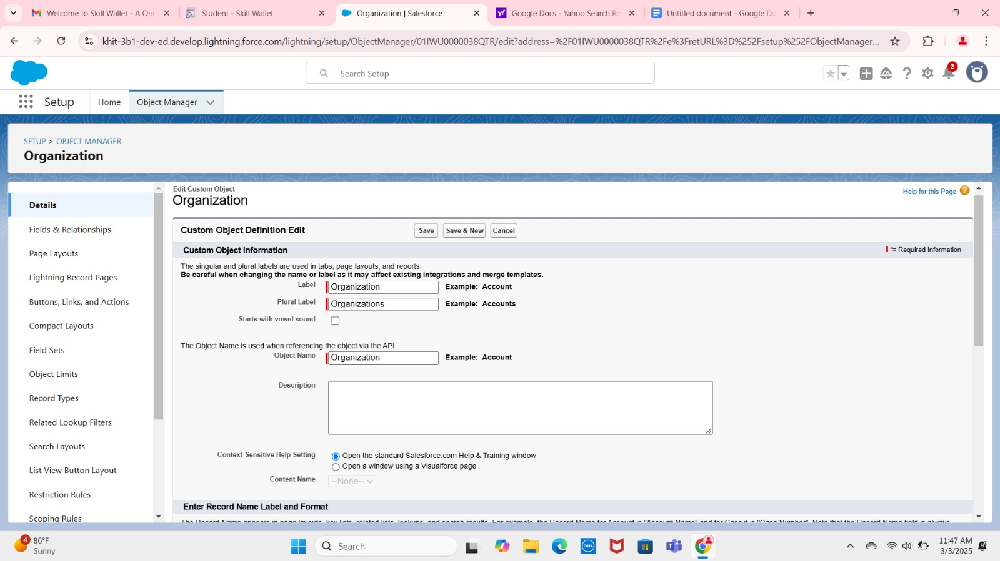 Welcome to Skill Wallet - A One
Student - Skill Wallet
Organization | Salesforce
Google Docs - Yahoo Search Re
Untitled document - Google Do
khit-3b1-dev-ed.develop.lightning.force.com/lightning/setup/ObjectManager/01IWU0000038QTR/edit?address=%2F01IWU0000038QTR%2Fe%3FretURL%3D%252Fsetup%252FObjectManager...
Search Setup
2
Setup
Home
Object Manager
SETUP > OBJECT MANAGER
Organization
Details
Fields & Relationships
Page Layouts
Lightning Record Pages
Buttons, Links, and Actions
Compact Layouts
Field Sets
Object Limits
Record Types
Related Lookup Filters
Search Layouts
List View Button Layout
Restriction Rules
Scoping Rules
Edit Custom Object
Organization
Help for this Page ?
Custom Object Definition Edit
Save
Save & New
Cancel
Custom Object Information
*= Required Information
The singular and plural labels are used in tabs, page layouts, and reports.
Be careful when changing the name or label as it may affect existing integrations and merge templates.
Label Organization Example: Account
Plural Label Organizations Example: Accounts
Starts with vowel sound
The Object Name is used when referencing the object via the API.
Object Name Organization Example: Account
Description
Context-Sensitive Help Setting Open the standard Salesforce.com Help & Training window
Open a window using a Visualforce page
Content Name --None--
Enter Record Name Label and Format
The Record Name appears in page layouts, key lists, related lists, lookups, and search results. For example, the Record Name for Account is "Account Name" and for Case it is "Case Number". Note that the Record Name field is always
4
86°F
Sunny
Search
DELL
11:47 AM
3/3/2025